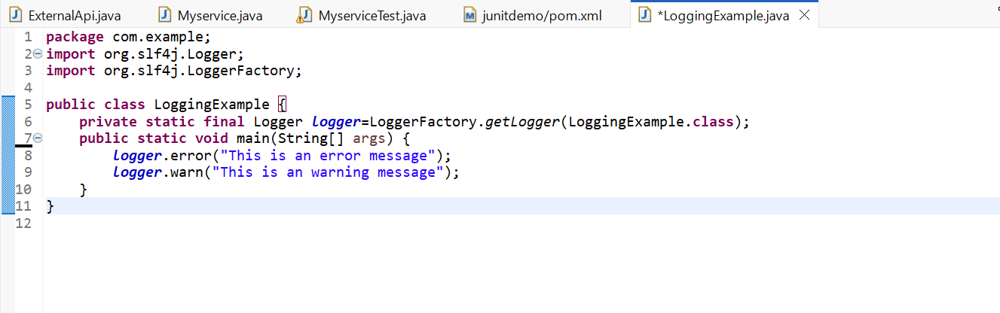 ExternalApi.java Myservice.java MyserviceTest.java junitdemo/pom.xml *LoggingExample.java
1 package com.example;
2 import org.slf4j.Logger;
3 import org.slf4j.LoggerFactory;
4
5 public class LoggingExample {
6     private static final Logger logger=LoggerFactory.getLogger(LoggingExample.class);
7     public static void main(String[] args) {
8         logger.error("This is an error message");
9         logger.warn("This is an warning message");
10     }
11 }
12